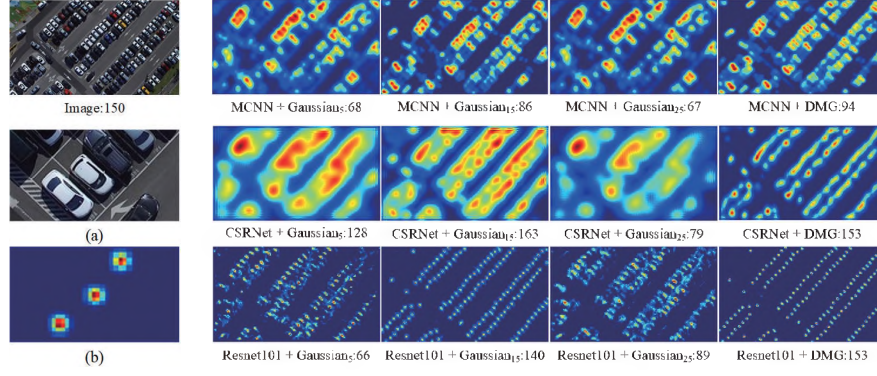 Image:150
MCNN + Gaussian₅:68
MCNN + Gaussian₁₅:86
MCNN + Gaussian₂₅:67
MCNN + DMG:94
(a)
CSRNet + Gaussian₅:128
CSRNet + Gaussian₁₅:163
CSRNet + Gaussian₂₅:79
CSRNet + DMG:153
(b)
Resnet101 + Gaussian₅:66
Resnet101 + Gaussian₁₅:140
Resnet101 + Gaussian₂₅:89
Resnet101 + DMG:153